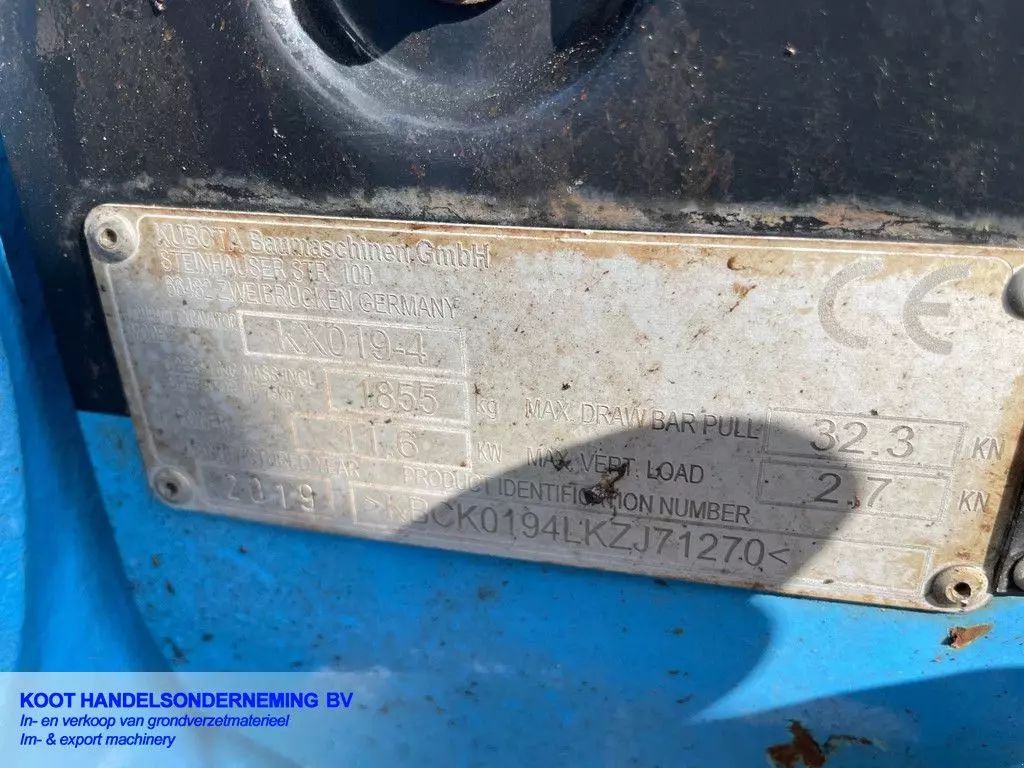 KUBOTA Baumaschinen GmbH
STEINHAUSER STR. 100
66482 ZWEIBRÜCKEN GERMANY
KX019-4
1855 kg MAX. DRAW BAR PULL 32.3 KN
POWER 11.6 KW MAX. VERT. LOAD 2.7 KN
YEAR PRODUCT IDENTIFICATION NUMBER
2019 >KBCK0194LKZJ71270<
CE
KOOT HANDELSONDERNEMING BV
In- en verkoop van grondverzetmaterieel
Im- & export machinery